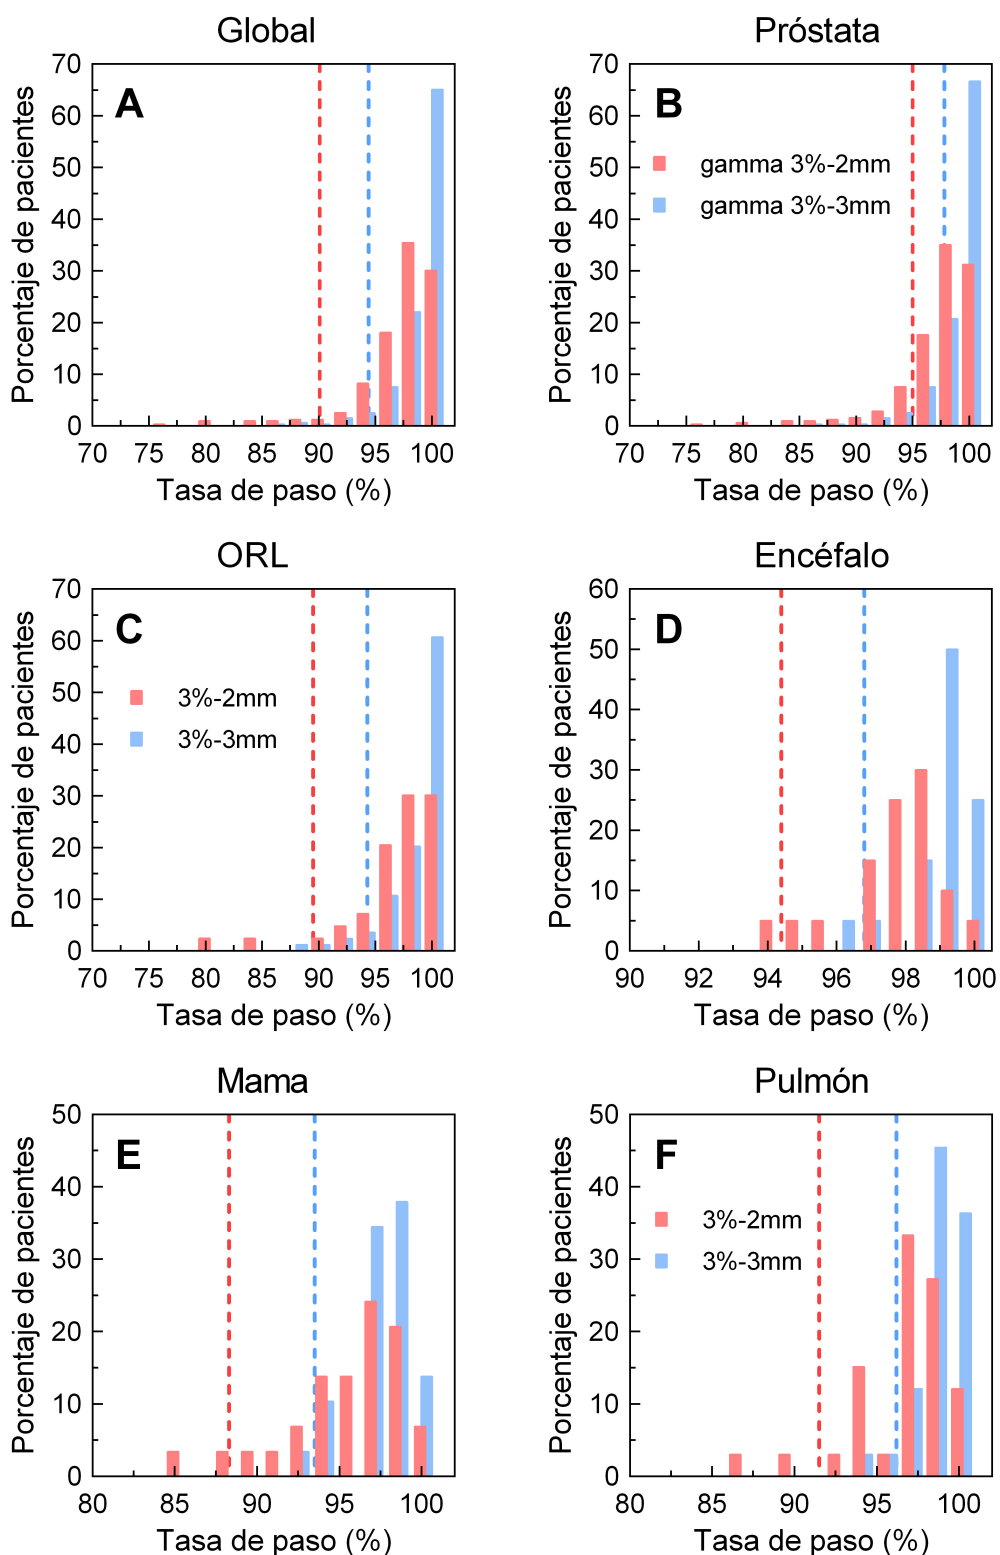 Global
70
60
50
40
30
20
10
0
Porcentaje de pacientes
A
70 75 80 85 90 95 100
Tasa de paso (%)
Próstata
70
60
50
40
30
20
10
0
Porcentaje de pacientes
B
gamma 3%-2mm
gamma 3%-3mm
70 75 80 85 90 95 100
Tasa de paso (%)
ORL
70
60
50
40
30
20
10
0
Porcentaje de pacientes
C
3%-2mm
3%-3mm
70 75 80 85 90 95 100
Tasa de paso (%)
Encéfalo
60
50
40
30
20
10
0
Porcentaje de pacientes
D
90 92 94 96 98 100
Tasa de paso (%)
Mama
50
40
30
20
10
0
Porcentaje de pacientes
E
80 85 90 95 100
Tasa de paso (%)
Pulmón
50
40
30
20
10
0
Porcentaje de pacientes
F
3%-2mm
3%-3mm
80 85 90 95 100
Tasa de paso (%)